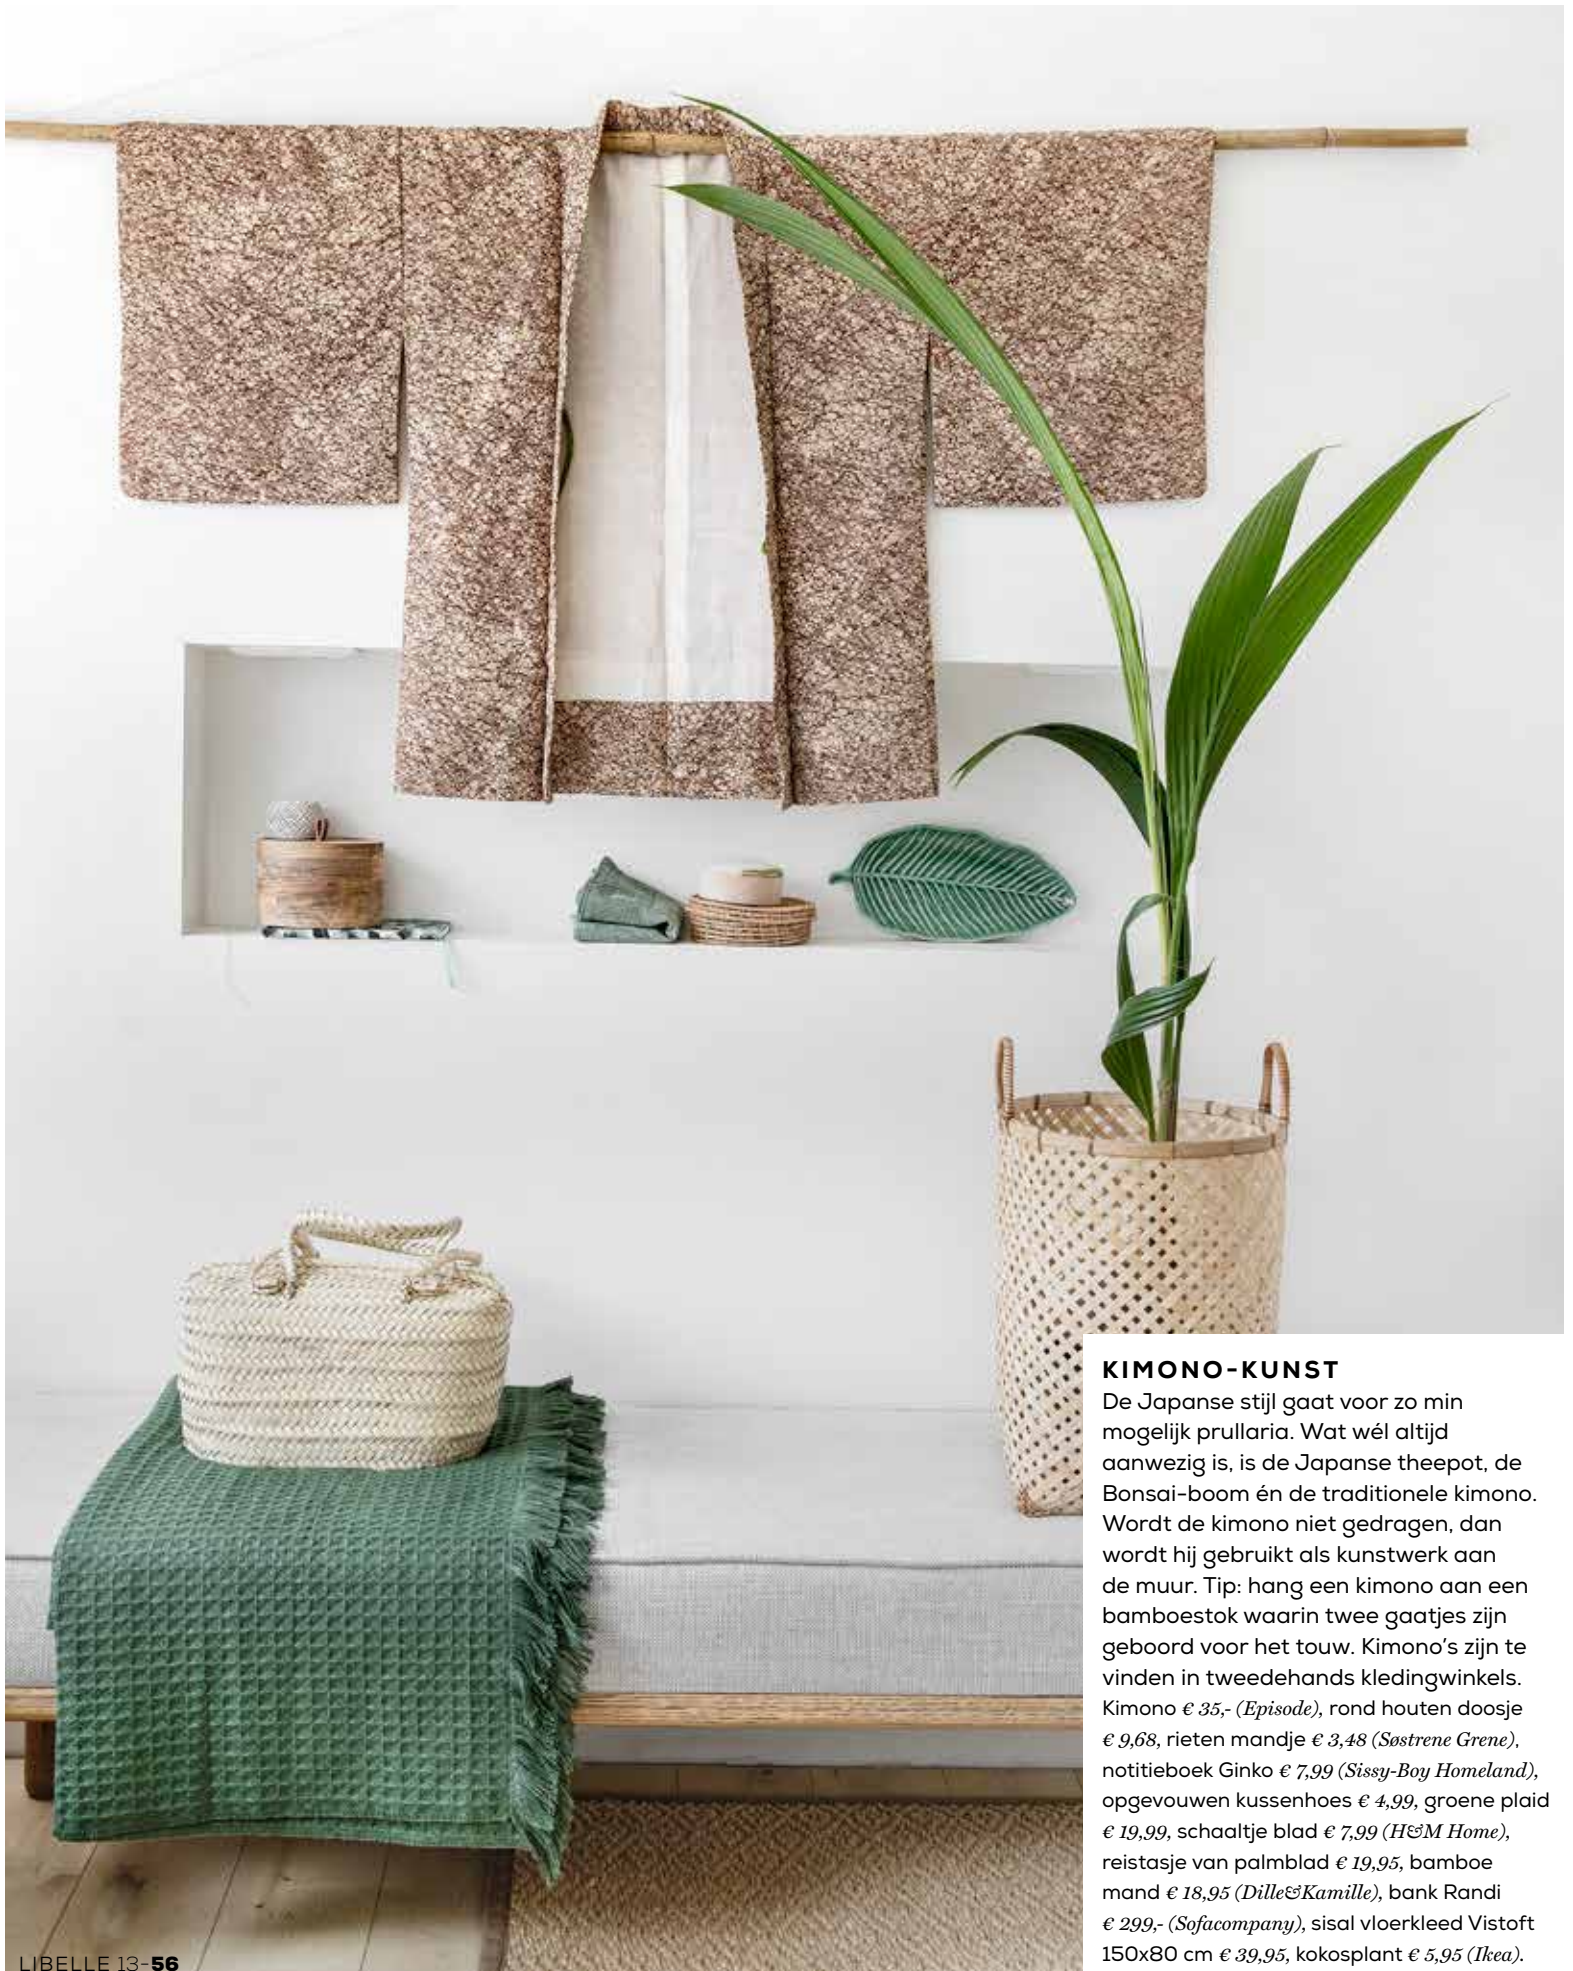 KIMONO-KUNST
De Japanse stijl gaat voor zo min
mogelijk prullaria. Wat wél altijd
aanwezig is, is de Japanse theepot, de
Bonsai-boom én de traditionele kimono.
Wordt de kimono niet gedragen, dan
wordt hij gebruikt als kunstwerk aan
de muur. Tip: hang een kimono aan een
bamboestok waarin twee gaatjes zijn
geboord voor het touw. Kimono's zijn te
vinden in tweedehands kledingwinkels.
Kimono € 35,- (Episode), rond houten doosje
€ 9,68, rieten mandje € 3,48 (Søstrene Grene),
notitieboek Ginko € 7,99 (Sissy-Boy Homeland),
opgevouwen kussenhoes € 4,99, groene plaid
€ 19,99, schaaltje blad € 7,99 (H&M Home),
reistasje van palmblad € 19,95, bamboe
mand € 18,95 (Dille&Kamille), bank Randi
€ 299,- (Sofacompany), sisal vloerkleed Vistoft
150x80 cm € 39,95, kokosplant € 5,95 (Ikea).
LIBELLE 13-56